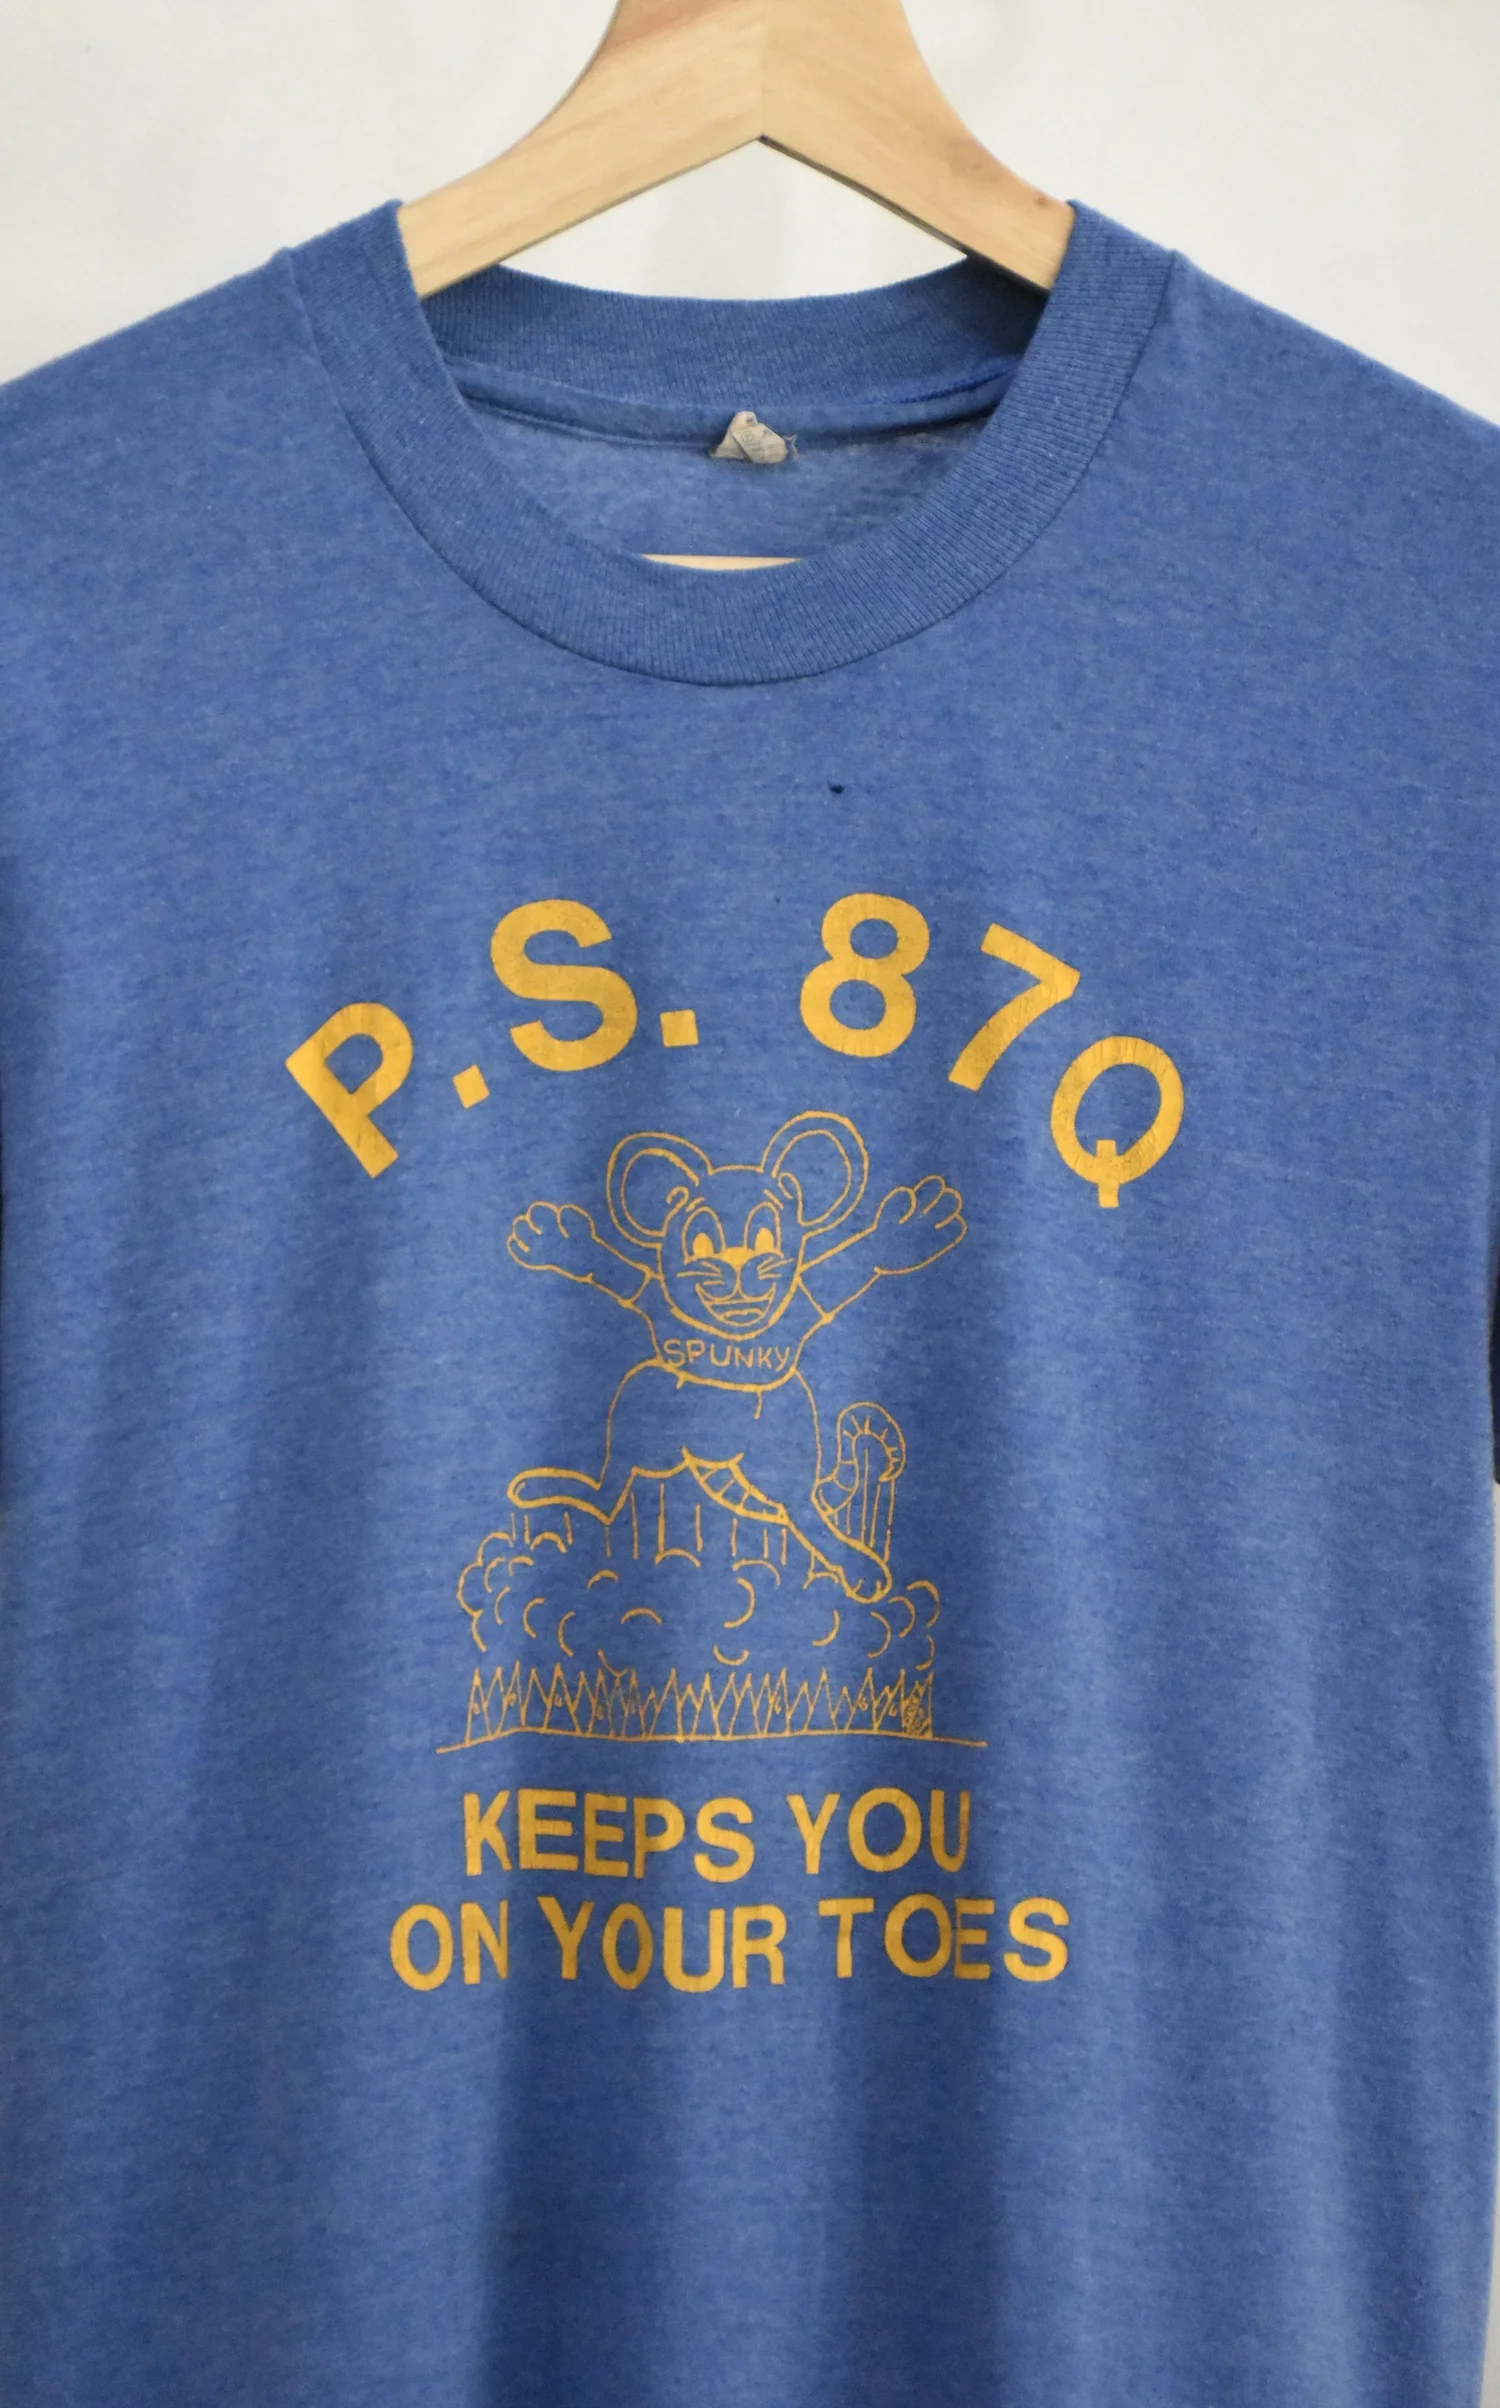 P.S. 87Q
SPUNKY
KEEPS YOU
ON YOUR TOES